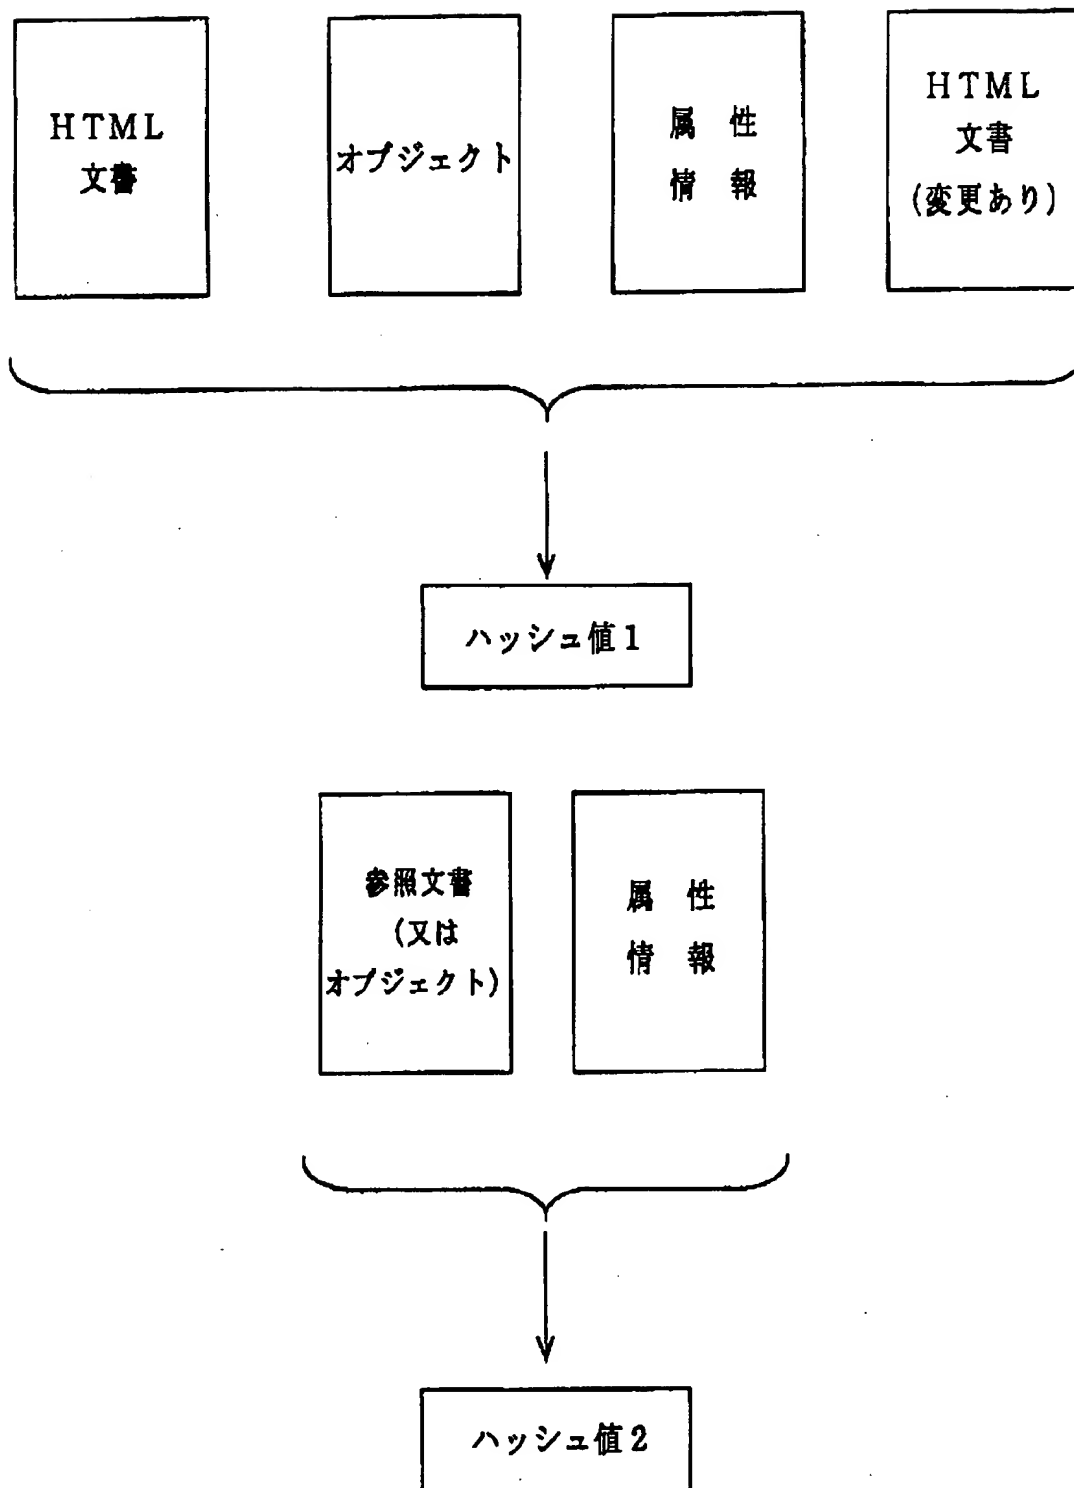 HTML
文書
オブジェクト
属 性
情 報
HTML
文書
(変更あり)
ハッシュ値1
参照文書
(又は
オブジェクト)
属 性
情 報
ハッシュ値2